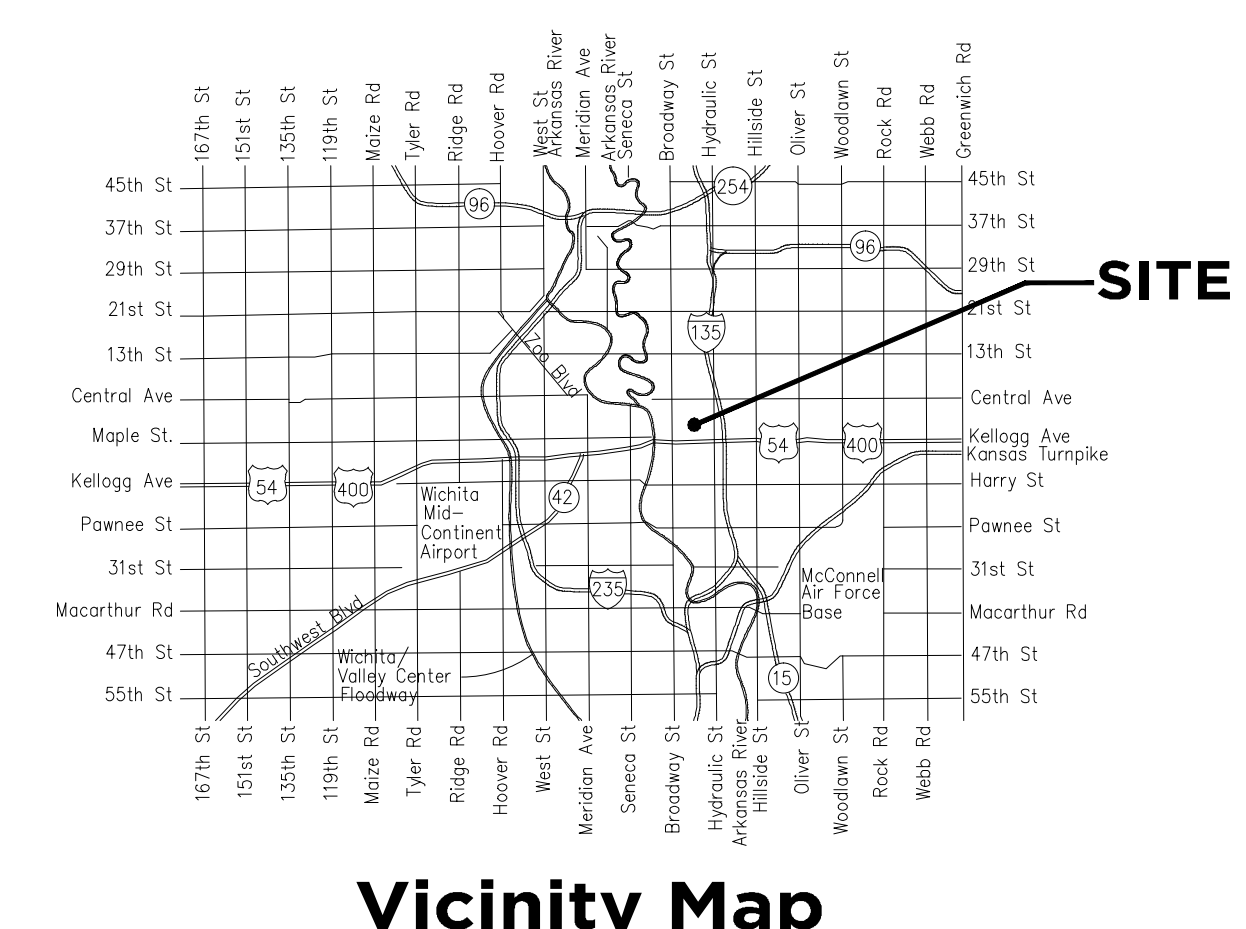 167th St
151st St
135th St
119th St
Maize Rd
Tyler Rd
Ridge Rd
Hoover Rd
West St
Arkansas River
Meridian Ave
Arkansas River
Seneca St
Broadway St
Hydraulic St
Hillside St
Oliver St
Woodlawn St
Rock Rd
Webb Rd
Greenwich Rd
45th St
37th St
29th St
21st St
13th St
Central Ave
Maple St.
Kellogg Ave
Pawnee St
31st St
Macarthur Rd
47th St
55th St
96
254
96
135
Zoo Blvd
54
400
54
400
42
Wichita
Mid-
Continent
Airport
235
McConnell
Air Force
Base
Southwest Blvd
Wichita/
Valley Center
Floodway
15
45th St
37th St
29th St
SITE
21st St
13th St
Central Ave
Kellogg Ave
Kansas Turnpike
Harry St
Pawnee St
31st St
Macarthur Rd
47th St
55th St
167th St
151st St
135th St
119th St
Maize Rd
Tyler Rd
Ridge Rd
Hoover Rd
West St
Meridian Ave
Seneca St
Broadway St
Hydraulic St
Arkansas River
Hillside St
Oliver St
Woodlawn St
Rock Rd
Webb Rd
Vicinity Map